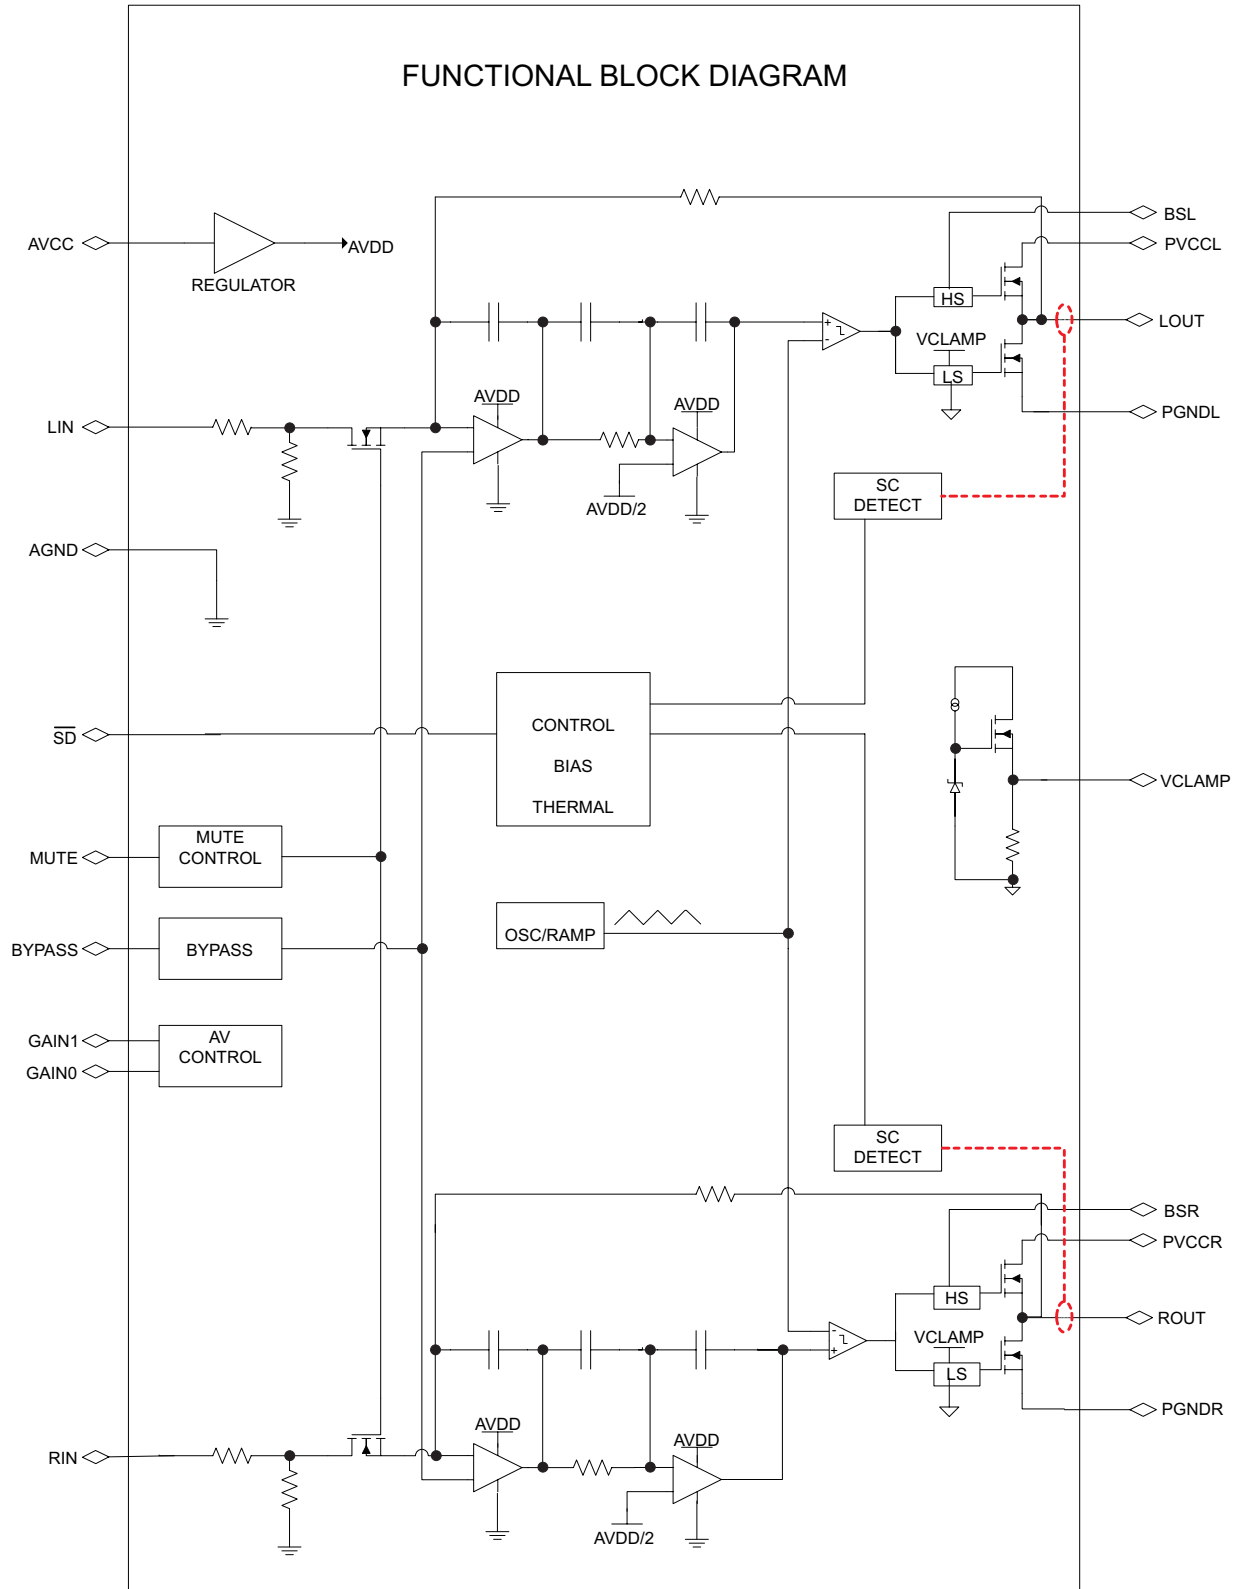 FUNCTIONAL BLOCK DIAGRAM
BSL
AVCC
AVDD
PVCCL
REGULATOR
HS
LOUT
VCLAMP
LS
AVDD
AVDD
PGNDL
LIN
SC
DETECT
AVDD/2
AGND
CONTROL
SD
BIAS
VCLAMP
THERMAL
MUTE
CONTROL
MUTE
OSC/RAMP
BYPASS
BYPASS
GAIN1
AV
CONTROL
GAIN0
SC
DETECT
BSR
PVCCR
HS
ROUT
VCLAMP
LS
PGNDR
AVDD
AVDD
RIN
AVDD/2
+
-
-
+